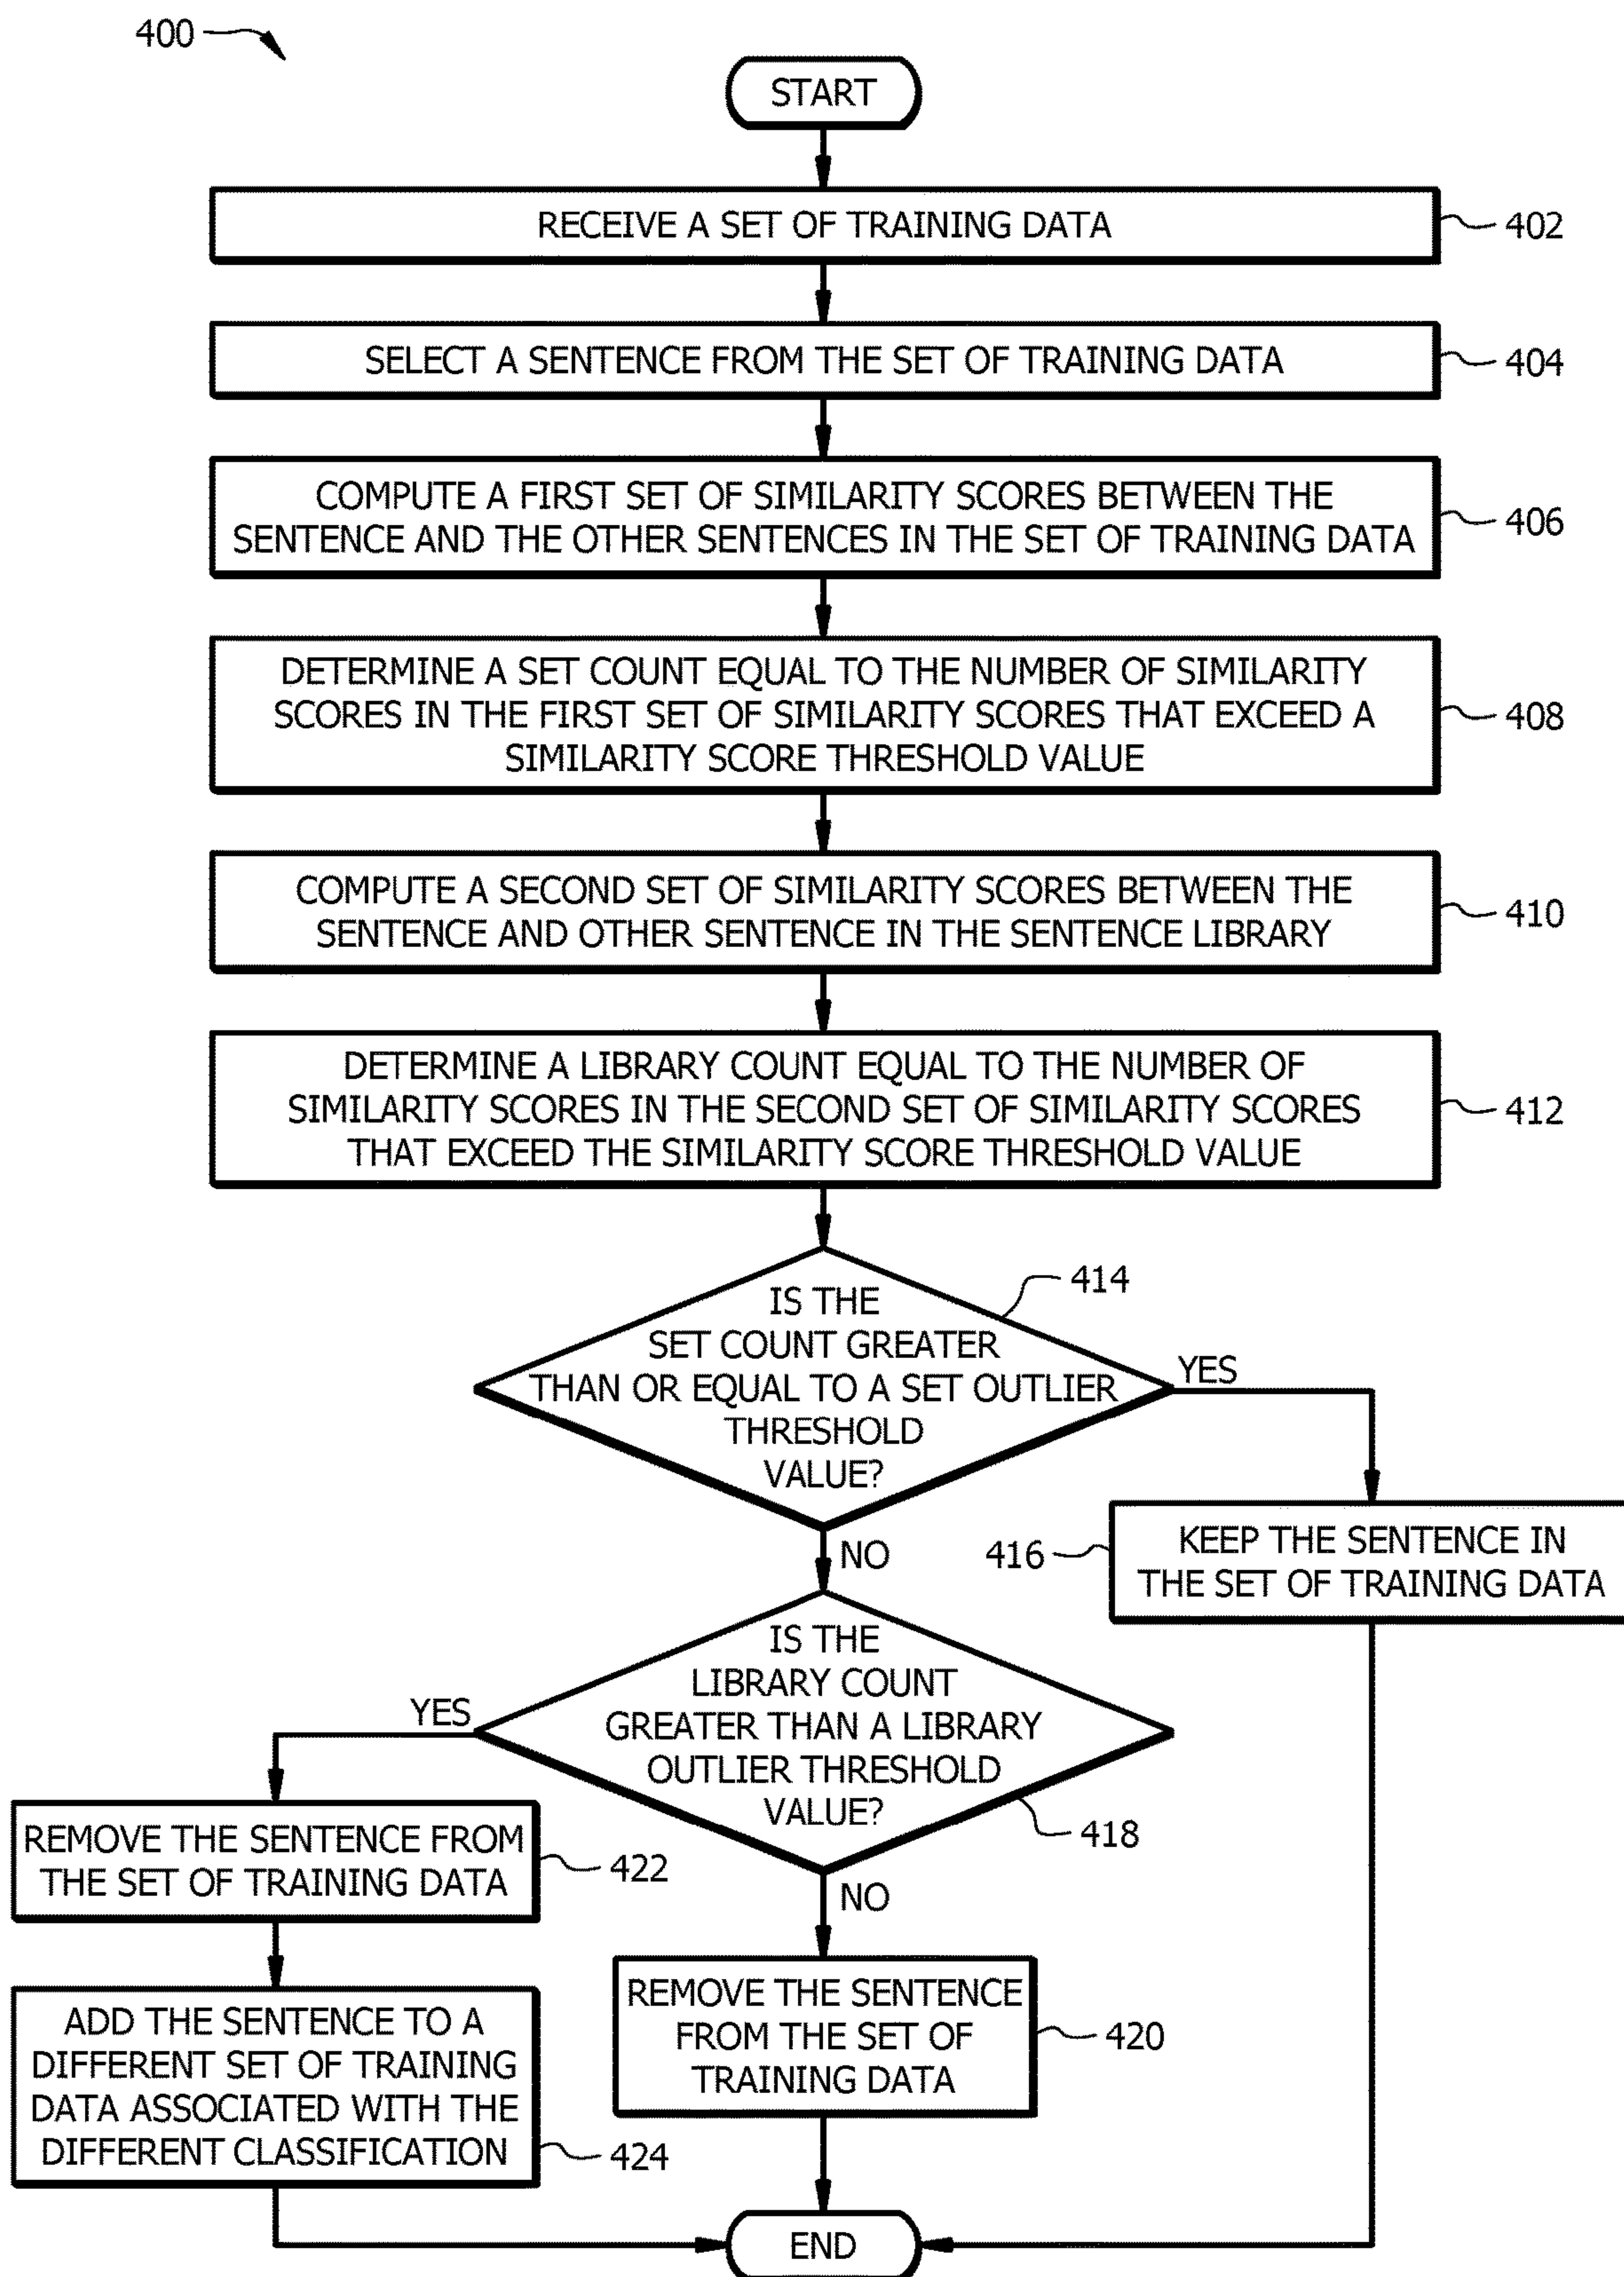 400
START
RECEIVE A SET OF TRAINING DATA
402
SELECT A SENTENCE FROM THE SET OF TRAINING DATA
404
COMPUTE A FIRST SET OF SIMILARITY SCORES BETWEEN THE
SENTENCE AND THE OTHER SENTENCES IN THE SET OF TRAINING DATA
406
DETERMINE A SET COUNT EQUAL TO THE NUMBER OF SIMILARITY
SCORES IN THE FIRST SET OF SIMILARITY SCORES THAT EXCEED A
SIMILARITY SCORE THRESHOLD VALUE
408
COMPUTE A SECOND SET OF SIMILARITY SCORES BETWEEN THE
SENTENCE AND OTHER SENTENCE IN THE SENTENCE LIBRARY
410
DETERMINE A LIBRARY COUNT EQUAL TO THE NUMBER OF
SIMILARITY SCORES IN THE SECOND SET OF SIMILARITY SCORES
THAT EXCEED THE SIMILARITY SCORE THRESHOLD VALUE
412
IS THE
SET COUNT GREATER
THAN OR EQUAL TO A SET OUTLIER
THRESHOLD
VALUE?
414
YES
NO
416
KEEP THE SENTENCE IN
THE SET OF TRAINING DATA
IS THE
LIBRARY COUNT
GREATER THAN A LIBRARY
OUTLIER THRESHOLD
VALUE?
418
YES
NO
REMOVE THE SENTENCE FROM
THE SET OF TRAINING DATA
422
REMOVE THE SENTENCE
FROM THE SET OF
TRAINING DATA
420
ADD THE SENTENCE TO A
DIFFERENT SET OF TRAINING
DATA ASSOCIATED WITH THE
DIFFERENT CLASSIFICATION
424
END